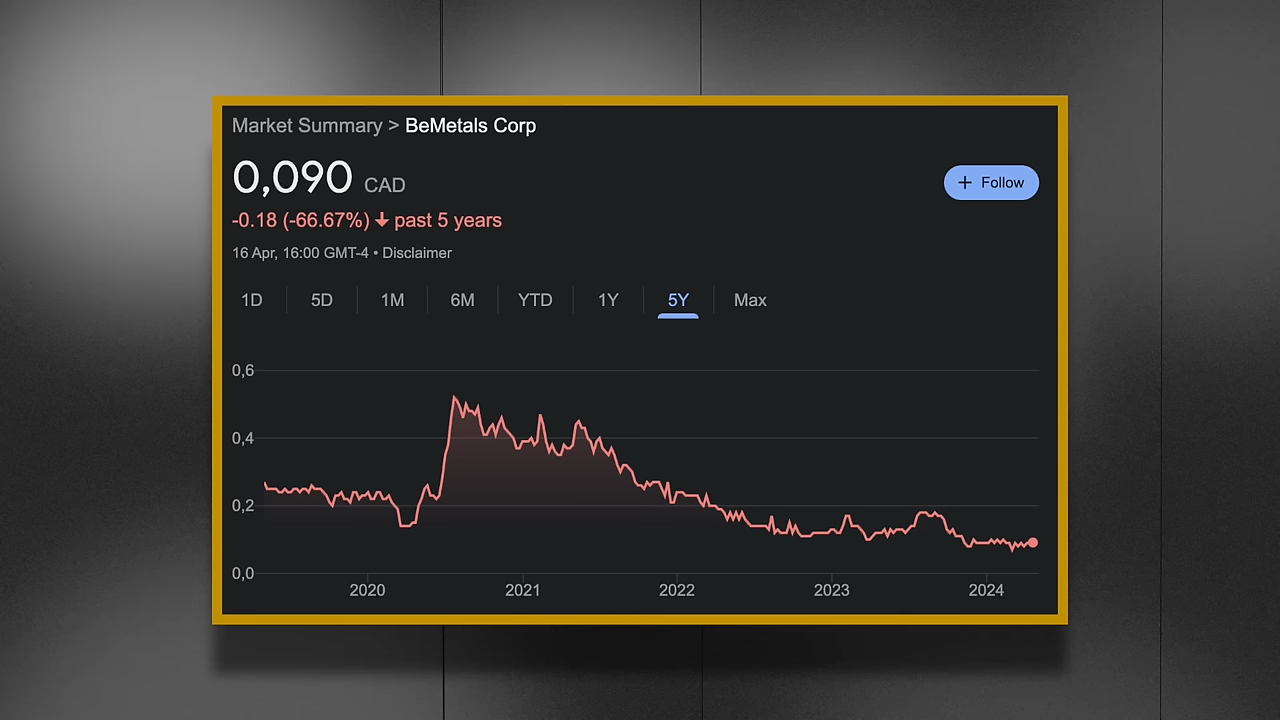 Market Summary > BeMetals Corp
0,090 CAD
+ Follow
-0.18 (-66.67%) ↓ past 5 years
16 Apr, 16:00 GMT-4 • Disclaimer
1D 5D 1M 6M YTD 1Y 5Y Max
0,6
0,4
0,2
0,0
2020 2021 2022 2023 2024